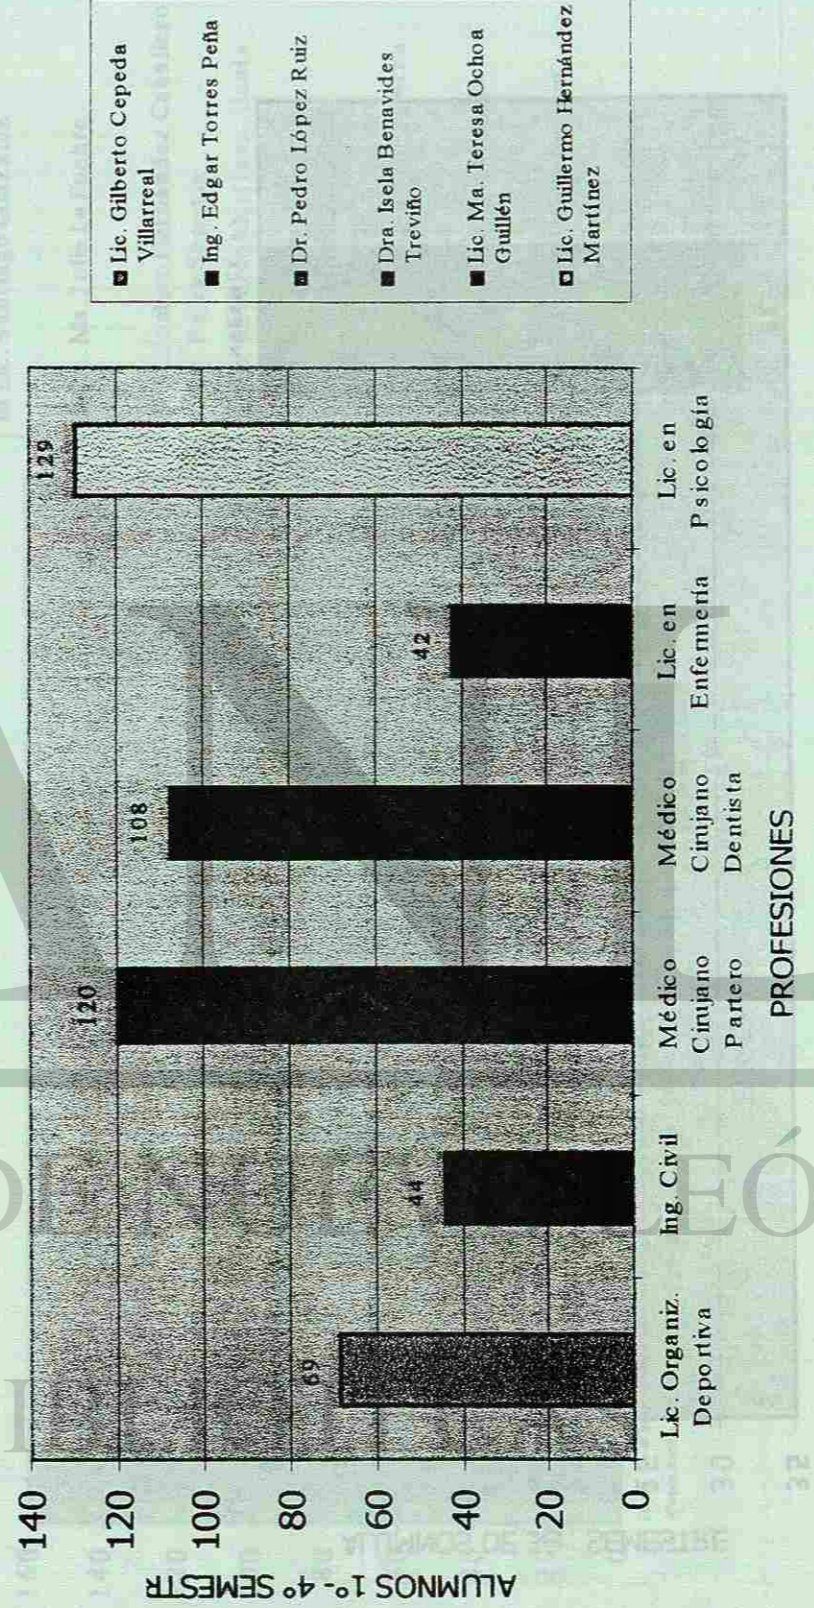 ALUMNOS 1º- 4º SEMESTR
140
120
100
80
60
40
20
0
69
44
120
108
42
129
Lic. Organiz.
Deportiva
Ing. Civil
Médico
Cirujano
Partero
Médico
Cirujano
Dentista
Lic. en
Enfermería
Lic. en
Psicología
PROFESIONES
Lic. Gilberto Cepeda
Villarreal
Ing. Edgar Torres Peña
Dr. Pedro López Ruiz
Dra. Isela Benavides
Treviño
Lic. Ma. Teresa Ochoa
Guillén
Lic. Guillermo Hernández
Martínez